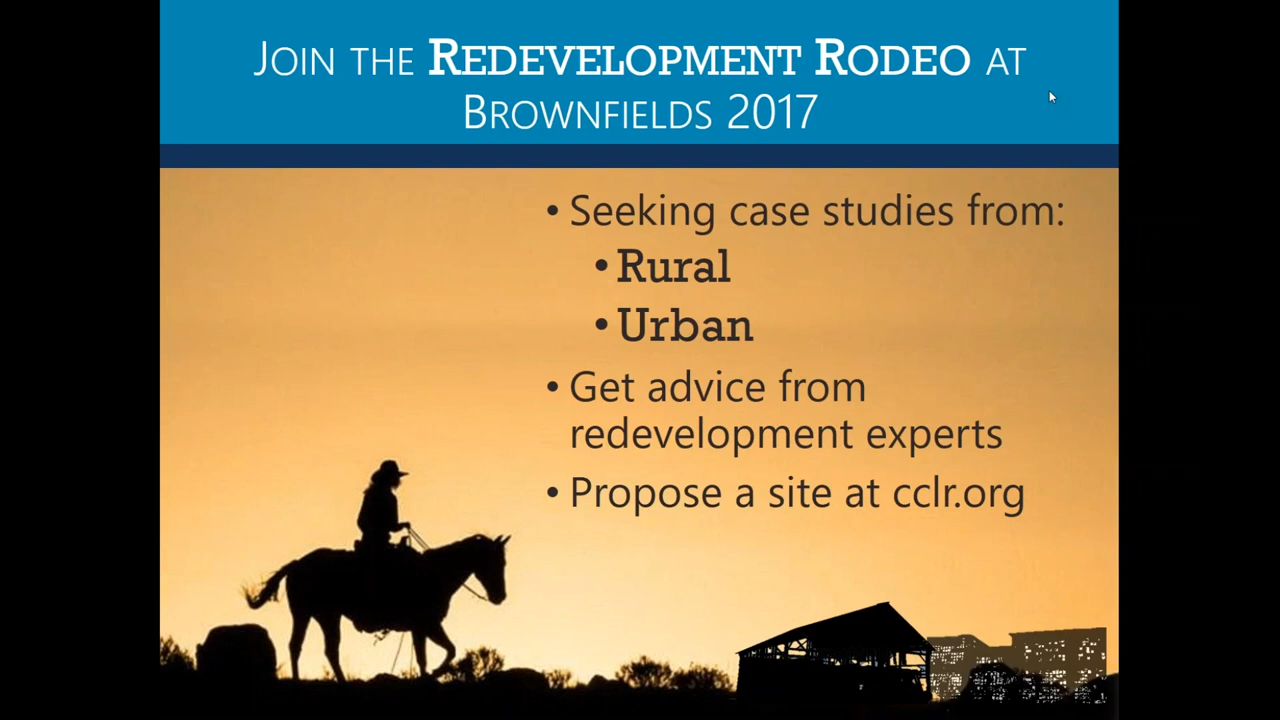 Join the Redevelopment Rodeo at
Brownfields 2017
• Seeking case studies from:
• Rural
• Urban
• Get advice from
redevelopment experts
• Propose a site at cclr.org